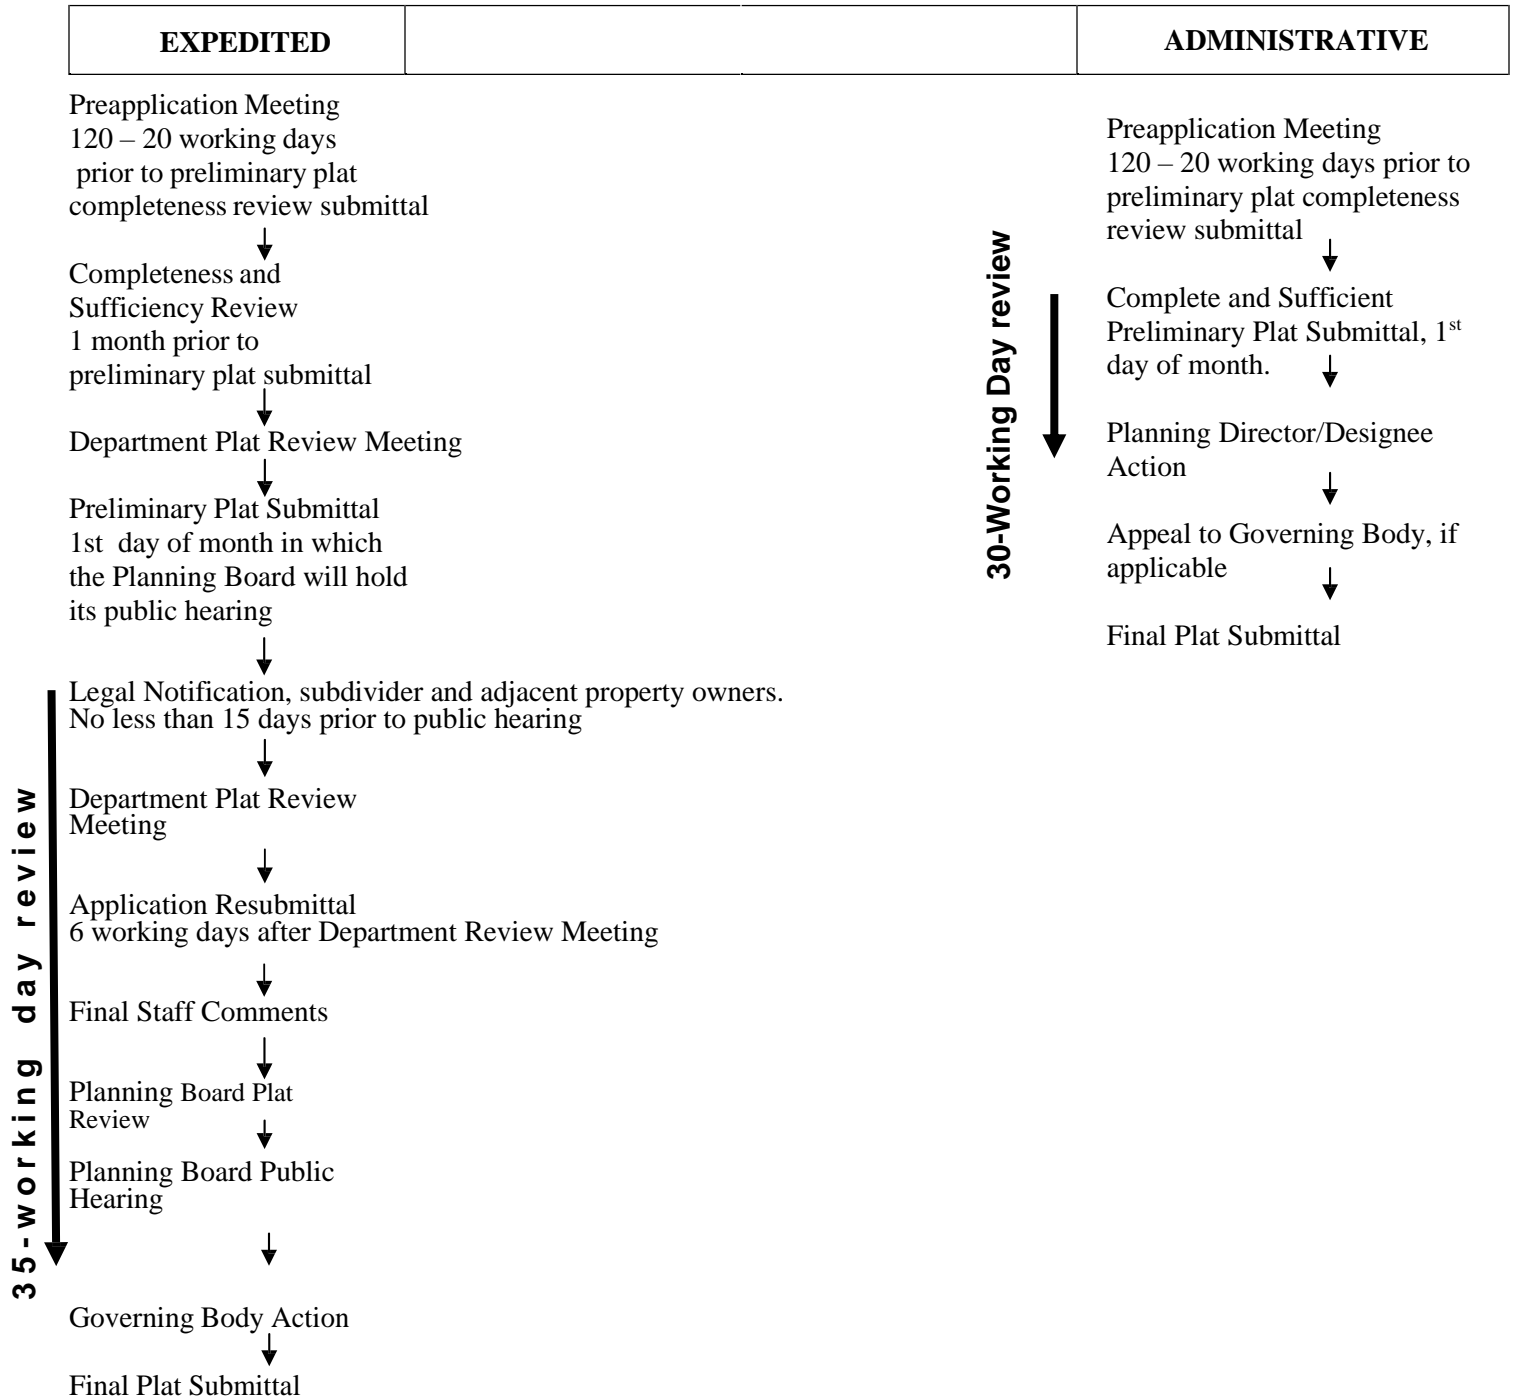 EXPEDITED
ADMINISTRATIVE
Preapplication Meeting
120 – 20 working days
prior to preliminary plat
completeness review submittal
Completeness and
Sufficiency Review
1 month prior to
preliminary plat submittal
Department Plat Review Meeting
Preliminary Plat Submittal
1st day of month in which
the Planning Board will hold
its public hearing
Legal Notification, subdivider and adjacent property owners.
No less than 15 days prior to public hearing
Department Plat Review
Meeting
Application Resubmittal
6 working days after Department Review Meeting
Final Staff Comments
Planning Board Plat
Review
Planning Board Public
Hearing
Governing Body Action
Final Plat Submittal
35-working day review
30-Working Day review
Preapplication Meeting
120 – 20 working days prior to
preliminary plat completeness
review submittal
Complete and Sufficient
Preliminary Plat Submittal, 1st
day of month.
Planning Director/Designee
Action
Appeal to Governing Body, if
applicable
Final Plat Submittal